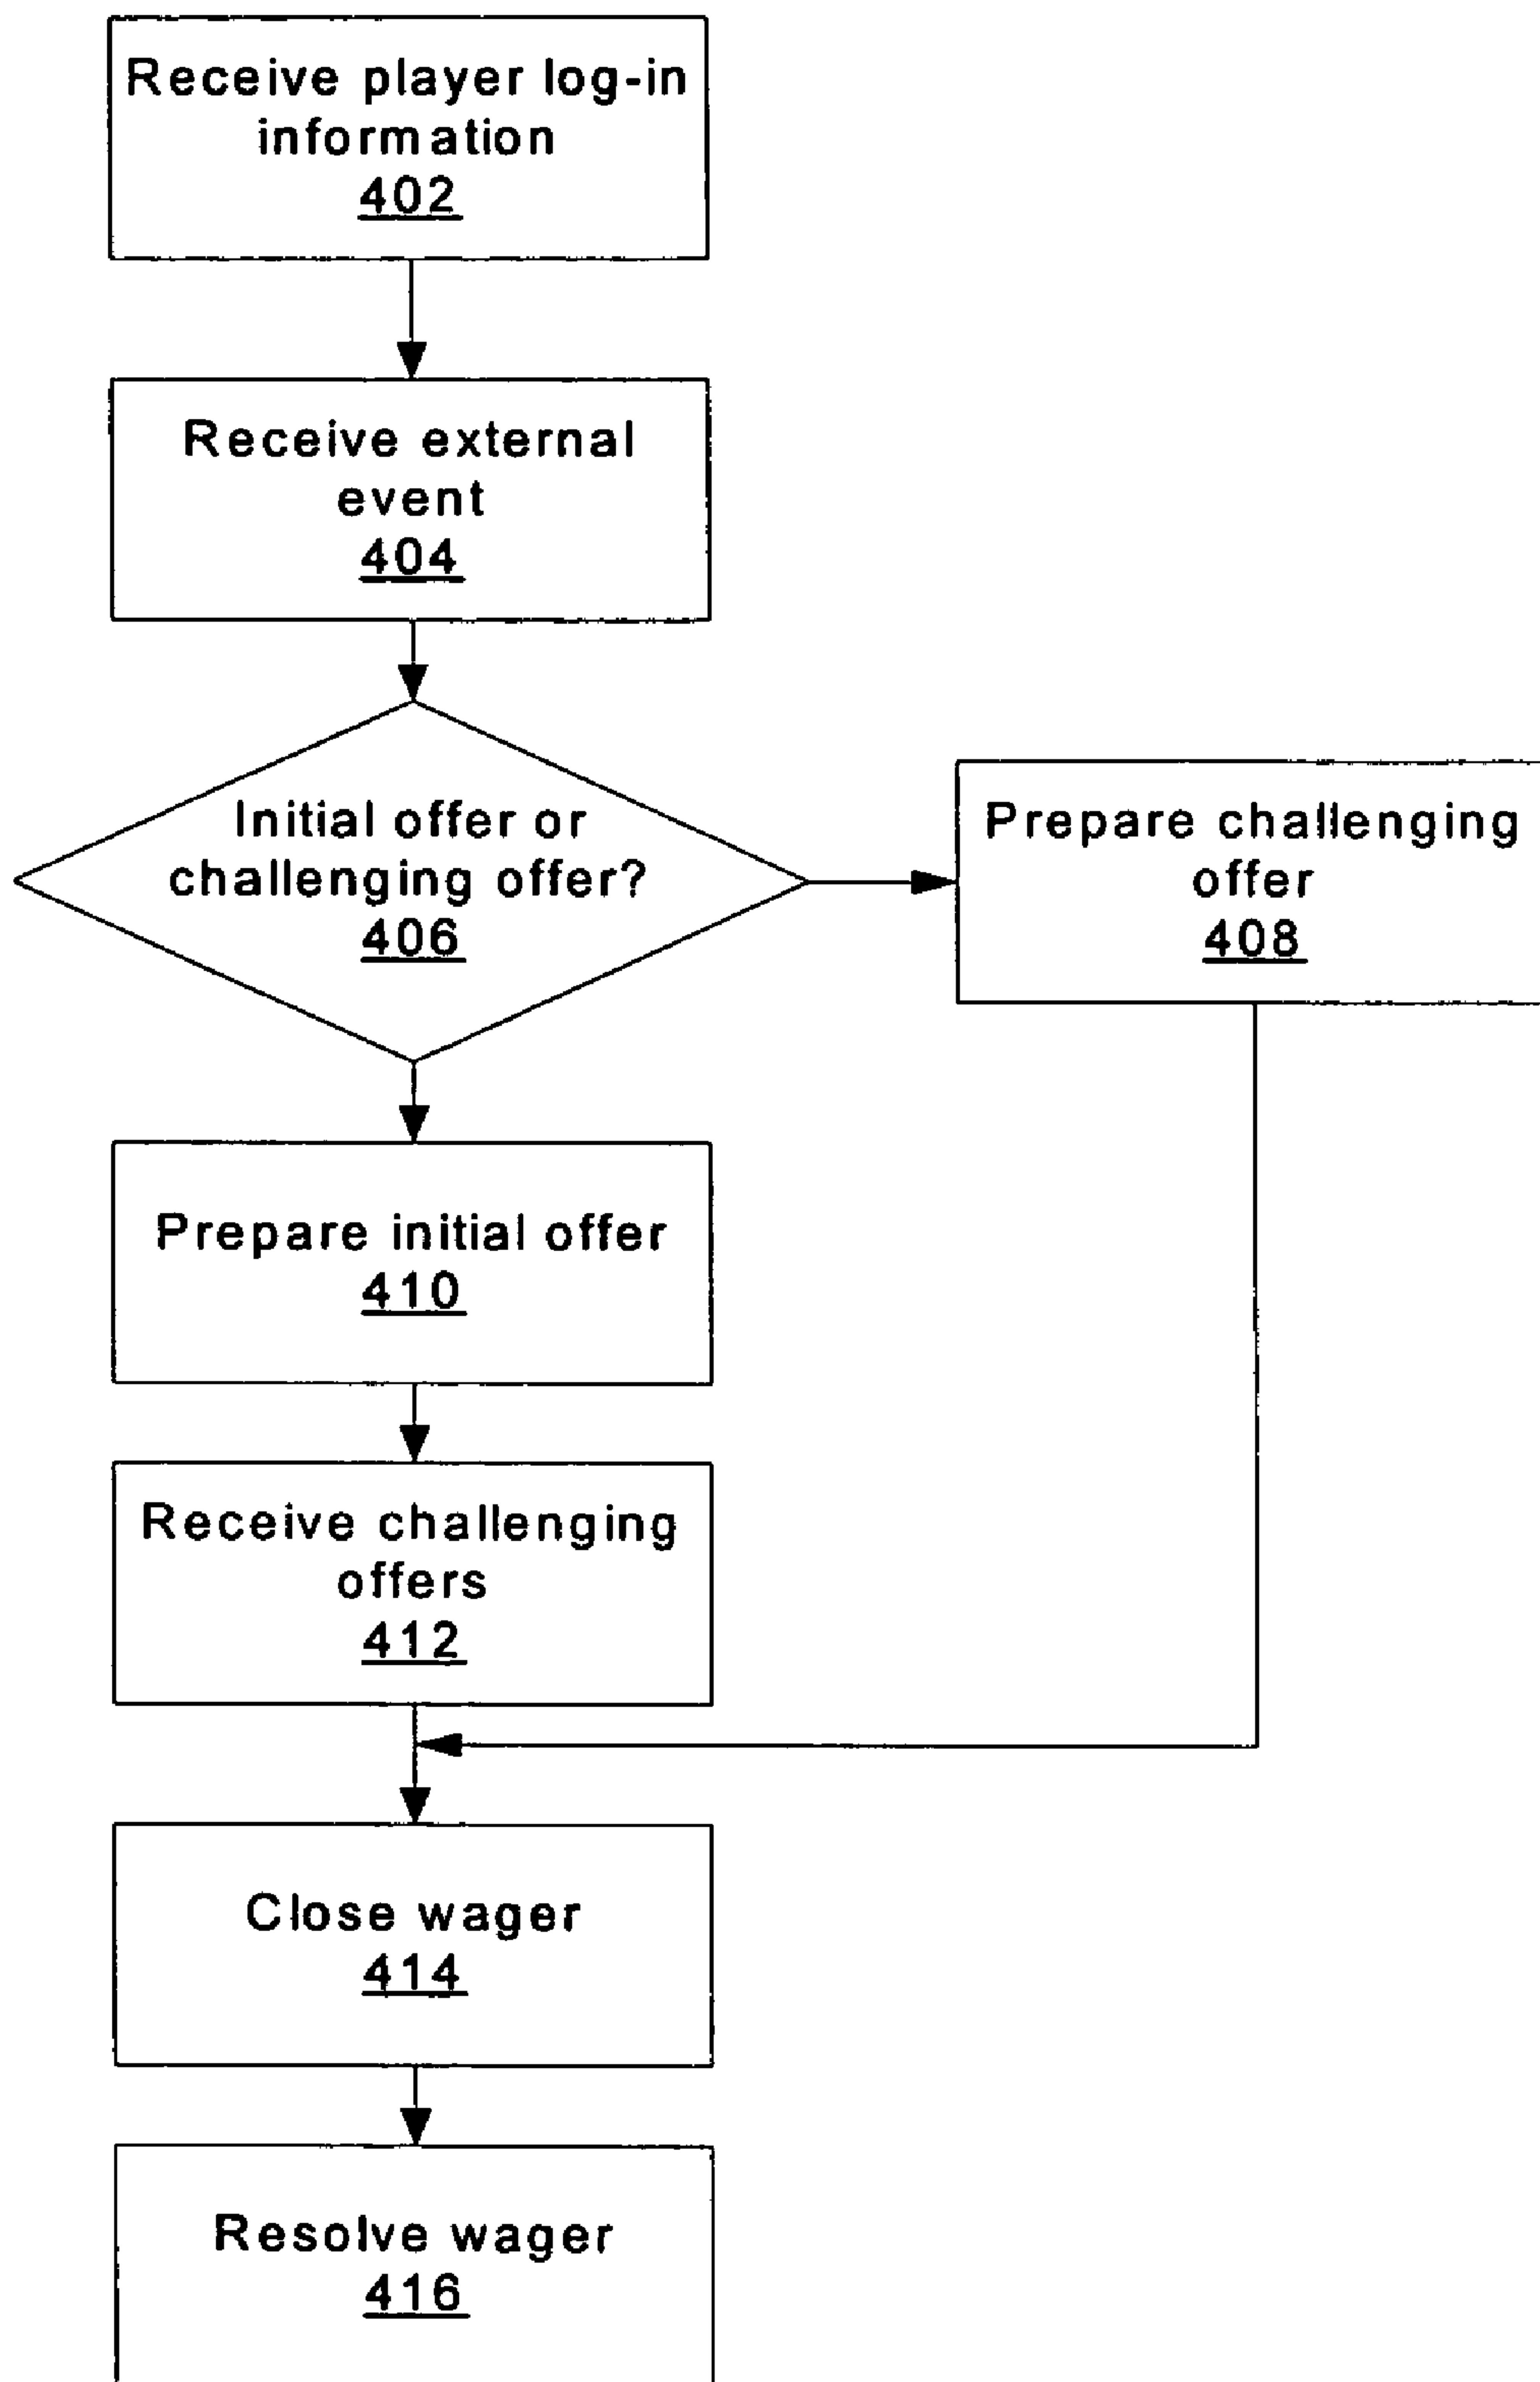 Receive player log-in
information
402
Receive external
event
404
Initial offer or
challenging offer?
406
Prepare challenging
offer
408
Prepare initial offer
410
Receive challenging
offers
412
Close wager
414
Resolve wager
416